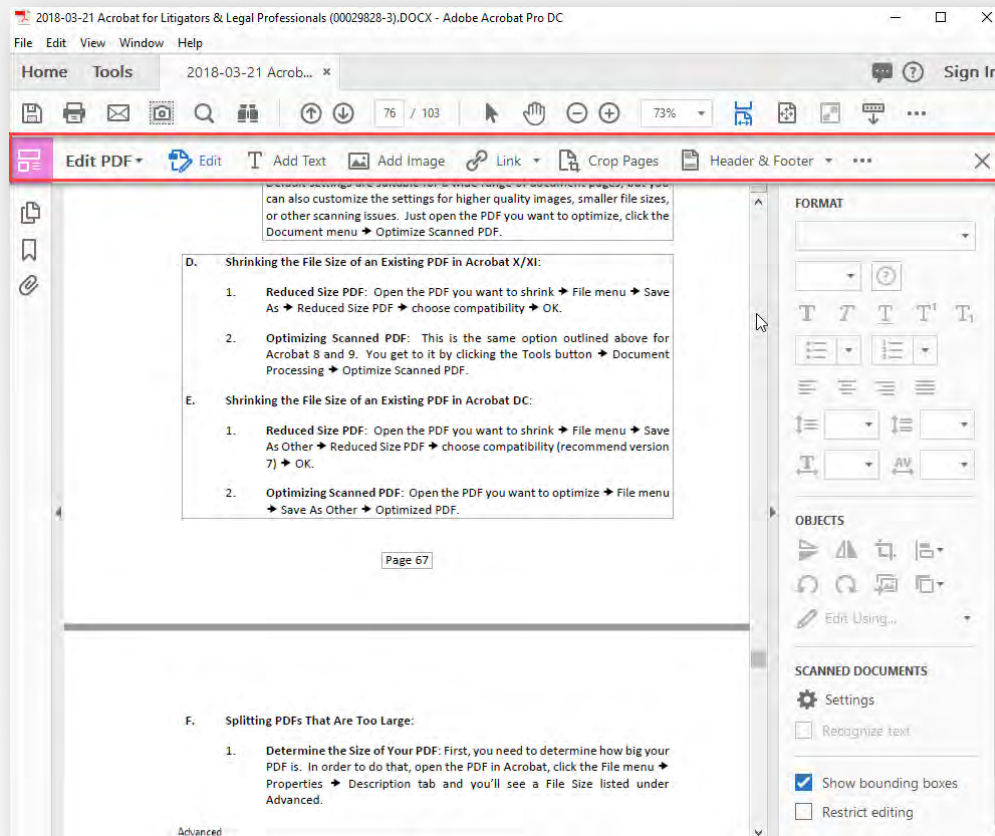 2018-03-21 Acrobat for Litigators & Legal Professionals (00029828-3).DOCX - Adobe Acrobat Pro DC
File Edit View Window Help
Home Tools 2018-03-21 Acrob... × Sign In
76 / 103 73%
Edit PDF Edit Add Text Add Image Link Crop Pages Header & Footer
Default settings are suitable for a wide range of document pages, but you
can also customize the settings for higher quality images, smaller file sizes,
or other scanning issues. Just open the PDF you want to optimize, click the
Document menu ➔ Optimize Scanned PDF.
D. Shrinking the File Size of an Existing PDF in Acrobat X/XI:
1. Reduced Size PDF: Open the PDF you want to shrink ➔ File menu ➔ Save
As ➔ Reduced Size PDF ➔ choose compatibility ➔ OK.
2. Optimizing Scanned PDF: This is the same option outlined above for
Acrobat 8 and 9. You get to it by clicking the Tools button ➔ Document
Processing ➔ Optimize Scanned PDF.
E. Shrinking the File Size of an Existing PDF in Acrobat DC:
1. Reduced Size PDF: Open the PDF you want to shrink ➔ File menu ➔ Save
As Other ➔ Reduced Size PDF ➔ choose compatibility (recommend version
7) ➔ OK.
2. Optimizing Scanned PDF: Open the PDF you want to optimize ➔ File menu
➔ Save As Other ➔ Optimized PDF.
Page 67
F. Splitting PDFs That Are Too Large:
1. Determine the Size of Your PDF: First, you need to determine how big your
PDF is. In order to do that, open the PDF in Acrobat, click the File menu ➔
Properties ➔ Description tab and you'll see a File Size listed under
Advanced.
Advanced
FORMAT
OBJECTS
Edit Using...
SCANNED DOCUMENTS
Settings
Recognize text
Show bounding boxes
Restrict editing